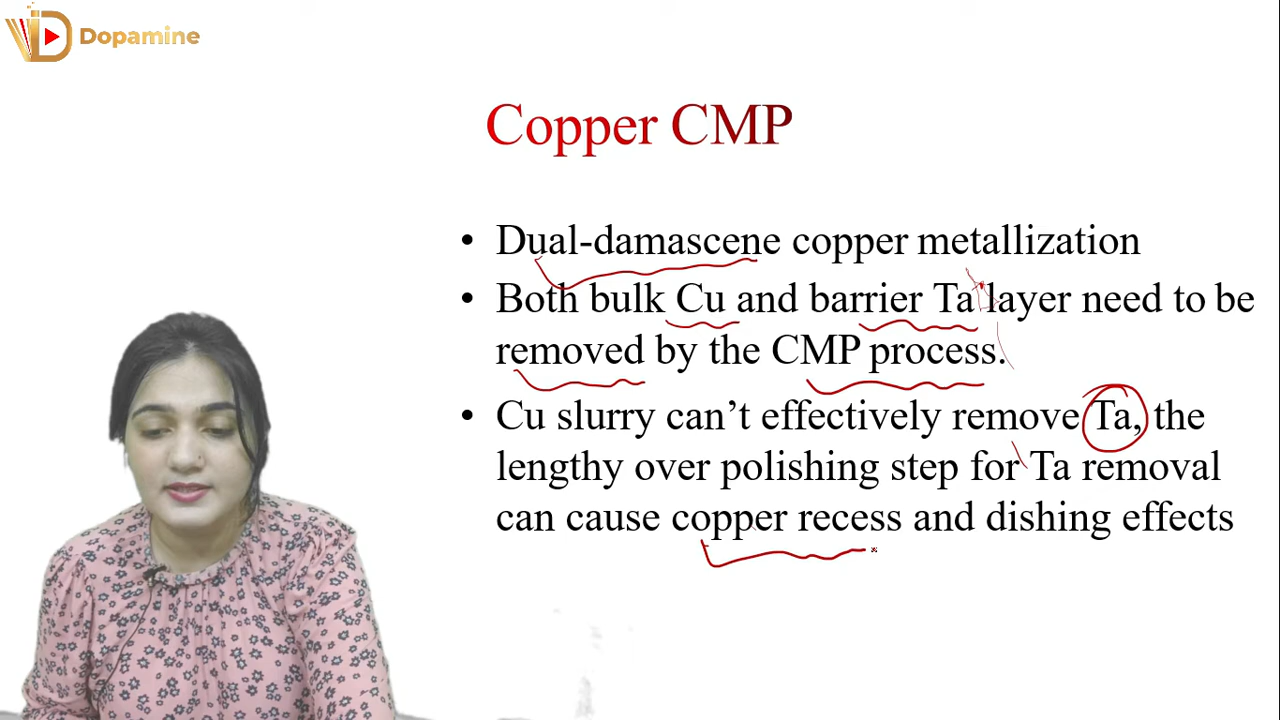 Dopamine
Copper CMP
• Dual-damascene copper metallization
• Both bulk Cu and barrier Ta layer need to be
removed by the CMP process.
• Cu slurry can’t effectively remove Ta, the
lengthy over polishing step for Ta removal
can cause copper recess and dishing effects